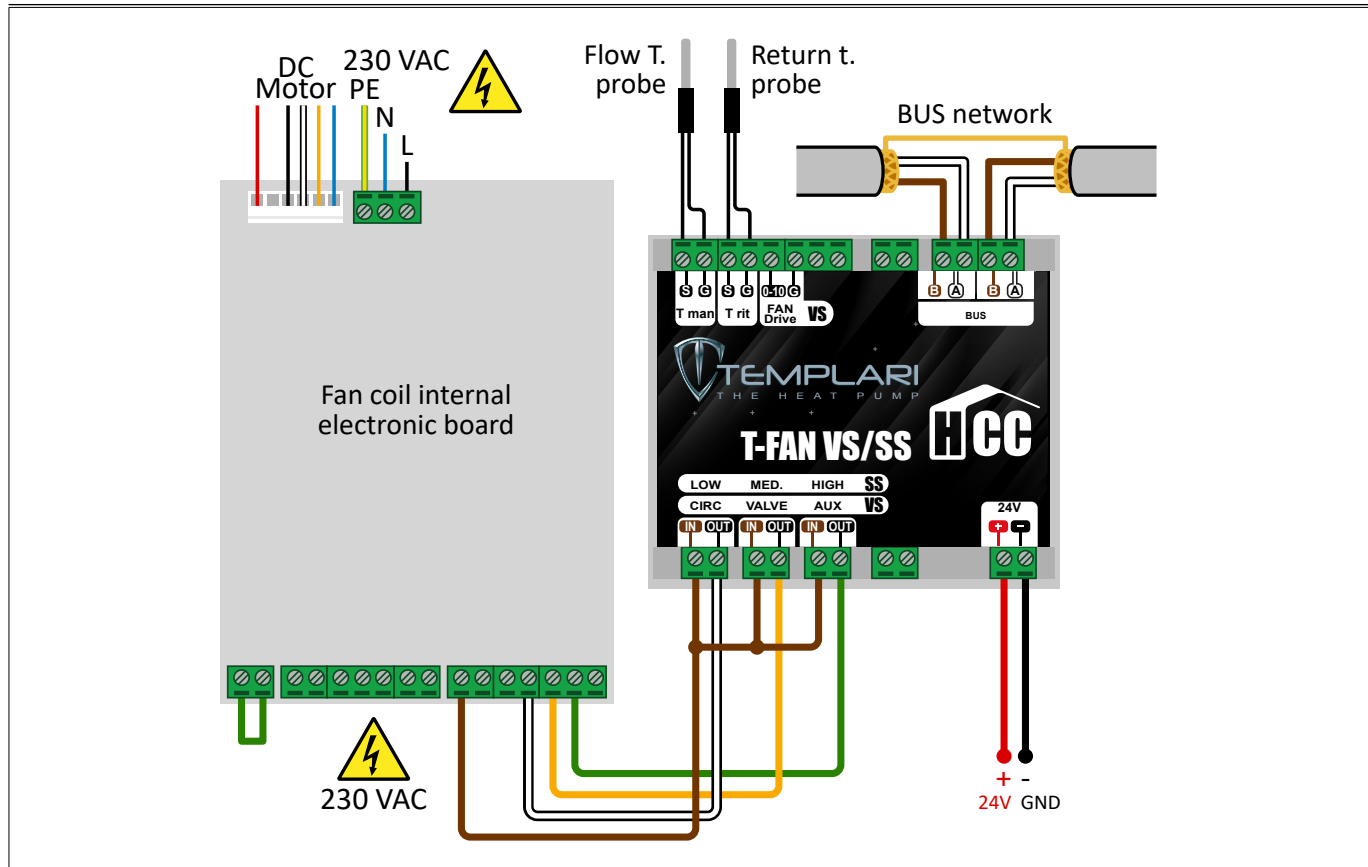 230 VAC
DC
Motor
PE
N
L
Flow T.
probe
Return t.
probe
BUS network
S G S G 0-10 G
T man T rit FAN
Drive VS
B A B A
BUS
Fan coil internal
electronic board
TEMPLARI
THE HEAT PUMP
HCC
T-FAN VS/SS
LOW MED. HIGH SS
CIRC VALVE AUX VS
IN OUT IN OUT IN OUT
24V
+ -
230 VAC
+ -
24V GND